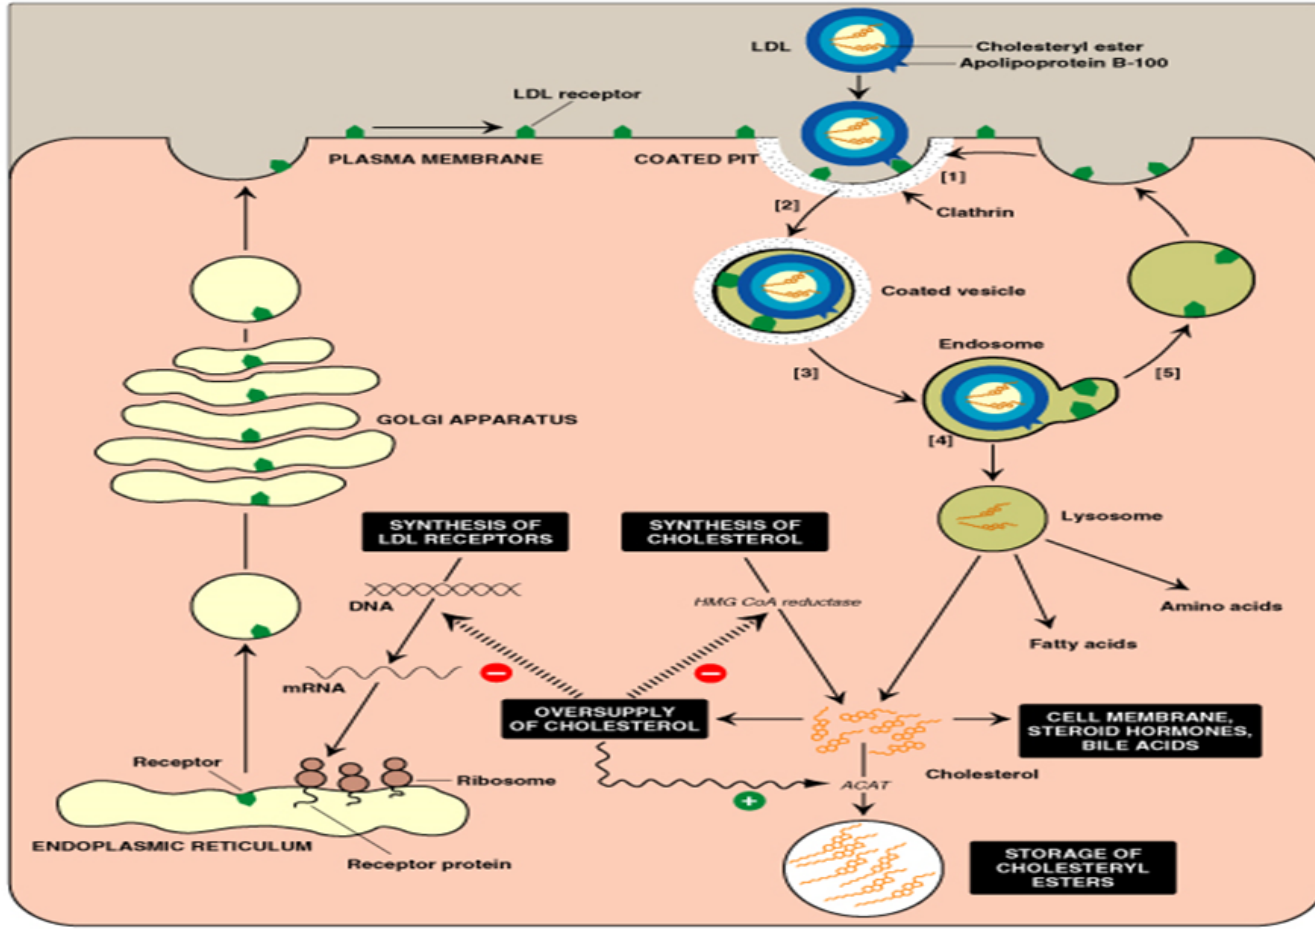 LDL
Cholesteryl ester
Apolipoprotein B-100
LDL receptor
PLASMA MEMBRANE
COATED PIT
[1]
[2]
Clathrin
Coated vesicle
Endosome
[3]
[5]
GOLGI APPARATUS
[4]
Lysosome
SYNTHESIS OF
LDL RECEPTORS
SYNTHESIS OF
CHOLESTEROL
DNA
HMG CoA reductase
Amino acids
Fatty acids
mRNA
OVERSUPPLY
OF CHOLESTEROL
CELL MEMBRANE,
STEROID HORMONES,
BILE ACIDS
Receptor
Ribosome
Cholesterol
ACAT
ENDOPLASMIC RETICULUM
Receptor protein
STORAGE OF
CHOLESTERYL
ESTERS